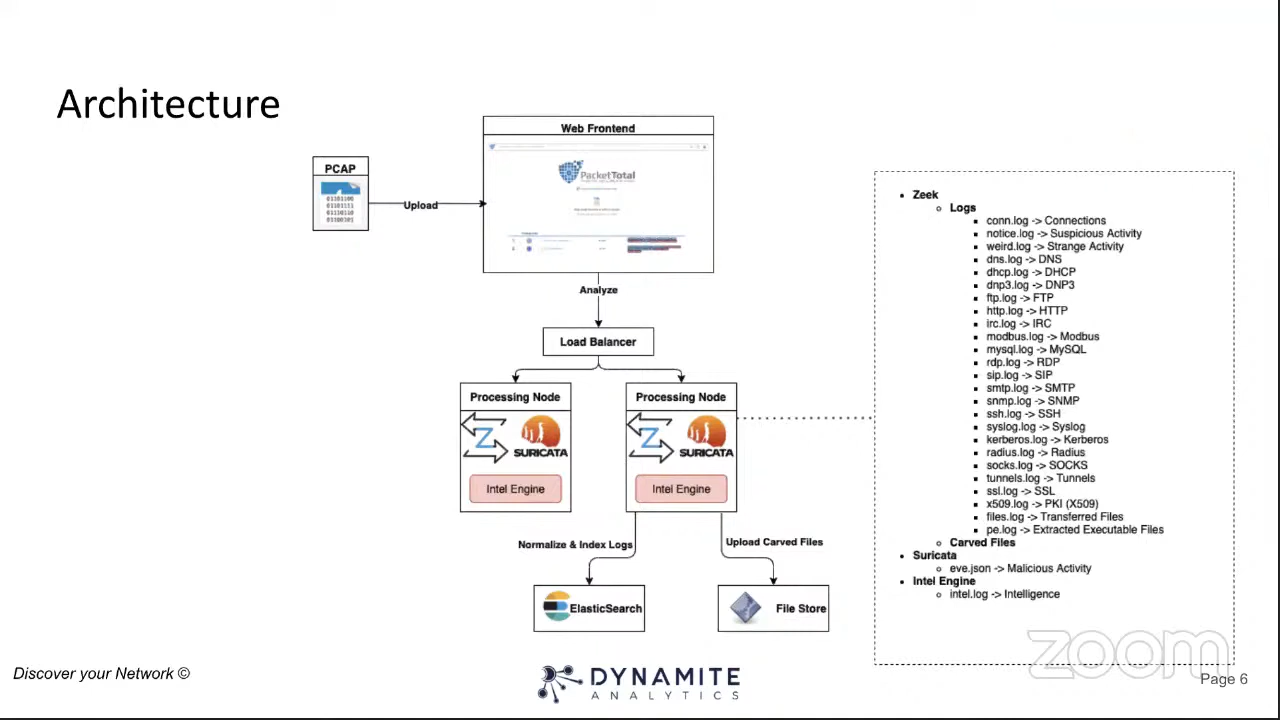 Architecture
PCAP
01101100
01101111
01110110
01100101
Upload
Web Frontend
PacketTotal
Analyze
Load Balancer
Processing Node
Z
SURICATA
Intel Engine
Processing Node
Z
SURICATA
Intel Engine
Normalize & Index Logs
Upload Carved Files
ElasticSearch
File Store
Zeek
Logs
conn.log -> Connections
notice.log -> Suspicious Activity
weird.log -> Strange Activity
dns.log -> DNS
dhcp.log -> DHCP
dnp3.log -> DNP3
ftp.log -> FTP
http.log -> HTTP
irc.log -> IRC
modbus.log -> Modbus
mysql.log -> MySQL
rdp.log -> RDP
sip.log -> SIP
smtp.log -> SMTP
snmp.log -> SNMP
ssh.log -> SSH
syslog.log -> Syslog
kerberos.log -> Kerberos
radius.log -> Radius
socks.log -> SOCKS
tunnels.log -> Tunnels
ssl.log -> SSL
x509.log -> PKI (X509)
files.log -> Transferred Files
pe.log -> Extracted Executable Files
Carved Files
Suricata
eve.json -> Malicious Activity
Intel Engine
intel.log -> Intelligence
zoom
Discover your Network ©
DYNAMITE
ANALYTICS
Page 6